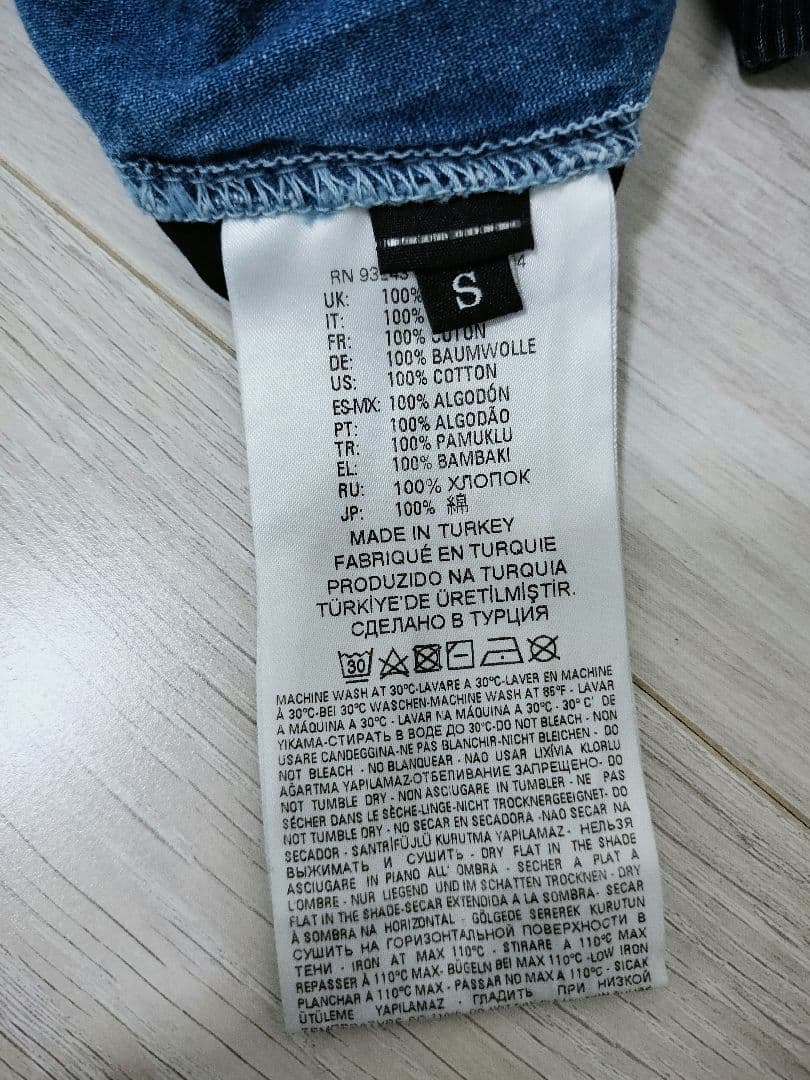 S
RN
UK: 100%
IT: 100%
FR: 100% COTON
DE: 100% BAUMWOLLE
US: 100% COTTON
ES-MX: 100% ALGODÓN
PT: 100% ALGODÃO
TR: 100% PAMUKLU
EL: 100% BAMBAKI
RU: 100% ХЛОПОК
JP: 100% 綿
MADE IN TURKEY
FABRIQUÉ EN TURQUIE
PRODUZIDO NA TURQUIA
TÜRKİYE'DE ÜRETİLMİŞTİR.
СДЕЛАНО В ТУРЦИЯ
30
MACHINE WASH AT 30°C-LAVARE A 30°C-LAVER EN MACHINE
À 30°C-BEI 30°C WASCHEN-MACHINE WASH AT 85°F - LAVAR
A MÁQUINA A 30°C - LAVAR NA MÁQUINA A 30°C - 30° C' DE
YIKAMA-СТИРАТЬ В ВОДЕ ДО 30°C-DO NOT BLEACH - NON
USARE CANDEGGINA-NE PAS BLANCHIR-NICHT BLEICHEN - DO
NOT BLEACH - NO BLANQUEAR - NAO USAR LIXÍVIA KLORLU
AĞARTMA YAPILAMAZ-ОТБЕЛИВАНИЕ ЗАПРЕЩЕНО- DO
NOT TUMBLE DRY - NON ASCIUGARE IN TUMBLER - NE PAS
SÉCHER DANS LE SÈCHE-LINGE-NICHT TROCKNERGEEIGNET- DO
NOT TUMBLE DRY - NO SECAR EN SECADORA -NAO SECAR NA
SECADOR - SANTRİFÜJLÜ KURUTMA YAPILAMAZ - НЕЛЬЗЯ
ВЫЖИМАТЬ И СУШИТЬ - DRY FLAT IN THE SHADE
ASCIUGARE IN PIANO ALL' OMBRA - SECHER A PLAT A
L'OMBRE - NUR LIEGEND UND IM SCHATTEN TROCKNEN - DRY
FLAT IN THE SHADE-SECAR EXTENDIDA A LA SOMBRA- SECAR
À SOMBRA NA HORIZONTAL - GÖLGEDE SEREREK KURUTUN
СУШИТЬ НА ГОРИЗОНТАЛЬНОЙ ПОВЕРХНОСТИ В
ТЕНИ - IRON AT MAX 110°C - STIRARE A 110°C MAX
REPASSER À 110°C MAX- BÜGELN BEI MAX 110°C -LOW IRON
PLANCHAR A 110°C MAX - PASSAR NO MAX A 110°C - SICAK
ÜTÜLEME YAPILAMAZ - ГЛАДИТЬ ПРИ НИЗКОЙ